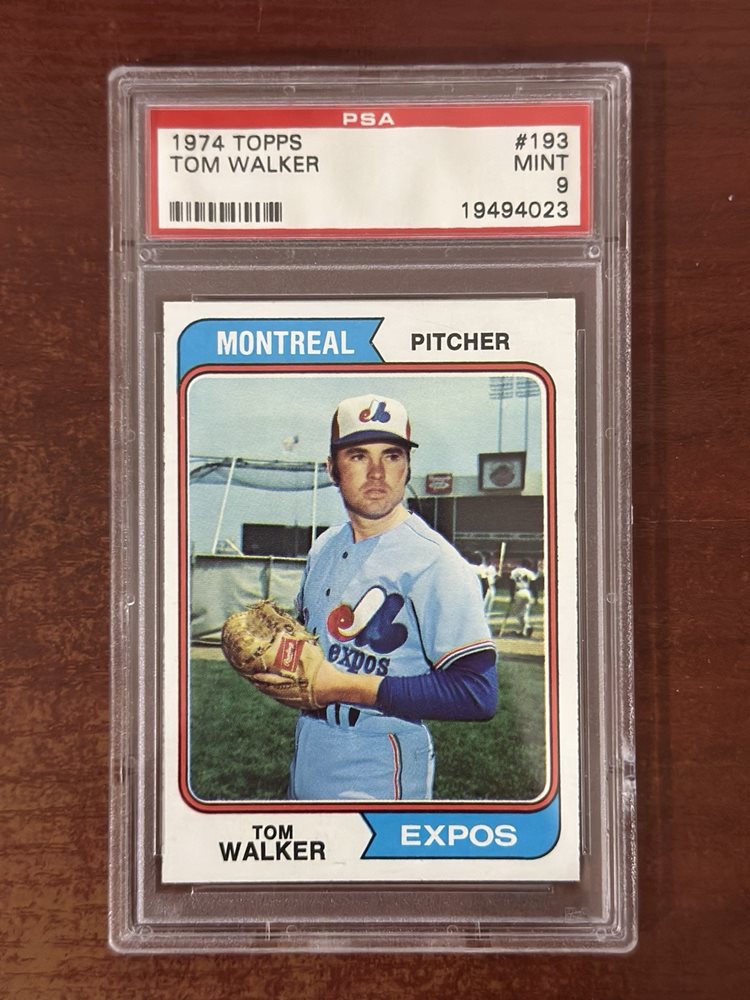 PSA
1974 TOPPS #193
TOM WALKER MINT
9
19494023
MONTREAL PITCHER
expos
TOM
WALKER
EXPOS